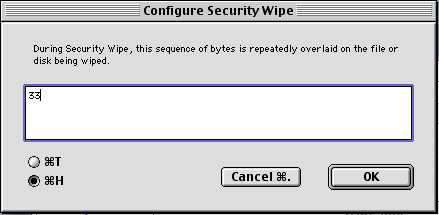 Configure Security Wipe
During Security Wipe, this sequence of bytes is repeatedly overlaid on the file or
disk being wiped.
33
⌘T
⌘H
Cancel ⌘.
OK